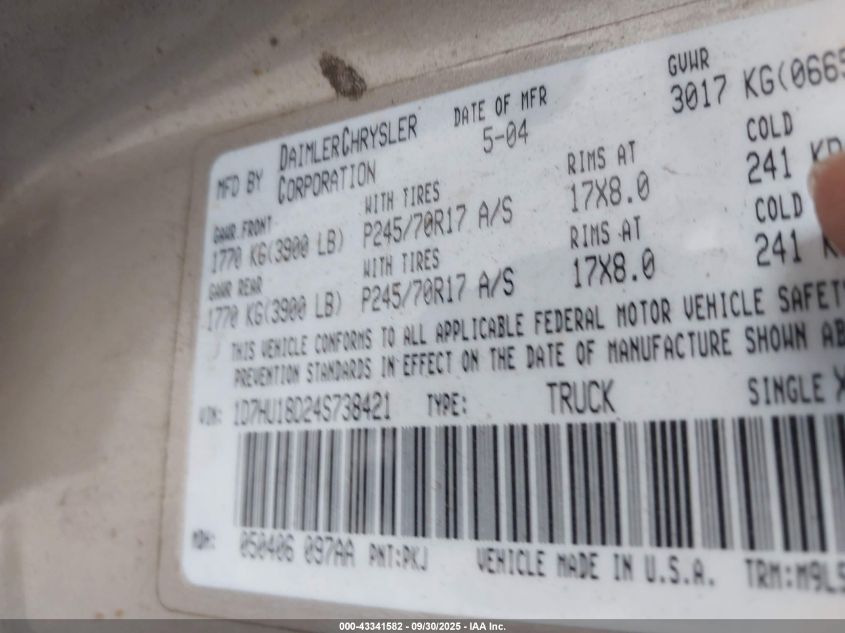 MFD BY DAIMLERCHRYSLER CORPORATION
DATE OF MFR 5-04
GVWR
3017 KG(0665
GAWR FRONT WITH TIRES RIMS AT COLD
1770 KG(3900 LB) P245/70R17 A/S 17X8.0 241
GAWR REAR WITH TIRES RIMS AT COLD
1770 KG(3900 LB) P245/70R17 A/S 17X8.0 241
THIS VEHICLE CONFORMS TO ALL APPLICABLE FEDERAL MOTOR VEHICLE SAFETY
PREVENTION STANDARDS IN EFFECT ON THE DATE OF MANUFACTURE SHOWN AB
VIN: 1D7HU18D24S738421 TYPE: TRUCK SINGLE X
MDH: 050406 097AA PNT:PKJ VEHICLE MADE IN U.S.A. TRM:M9L5
000-43341582 - 09/30/2025 - IAA Inc.